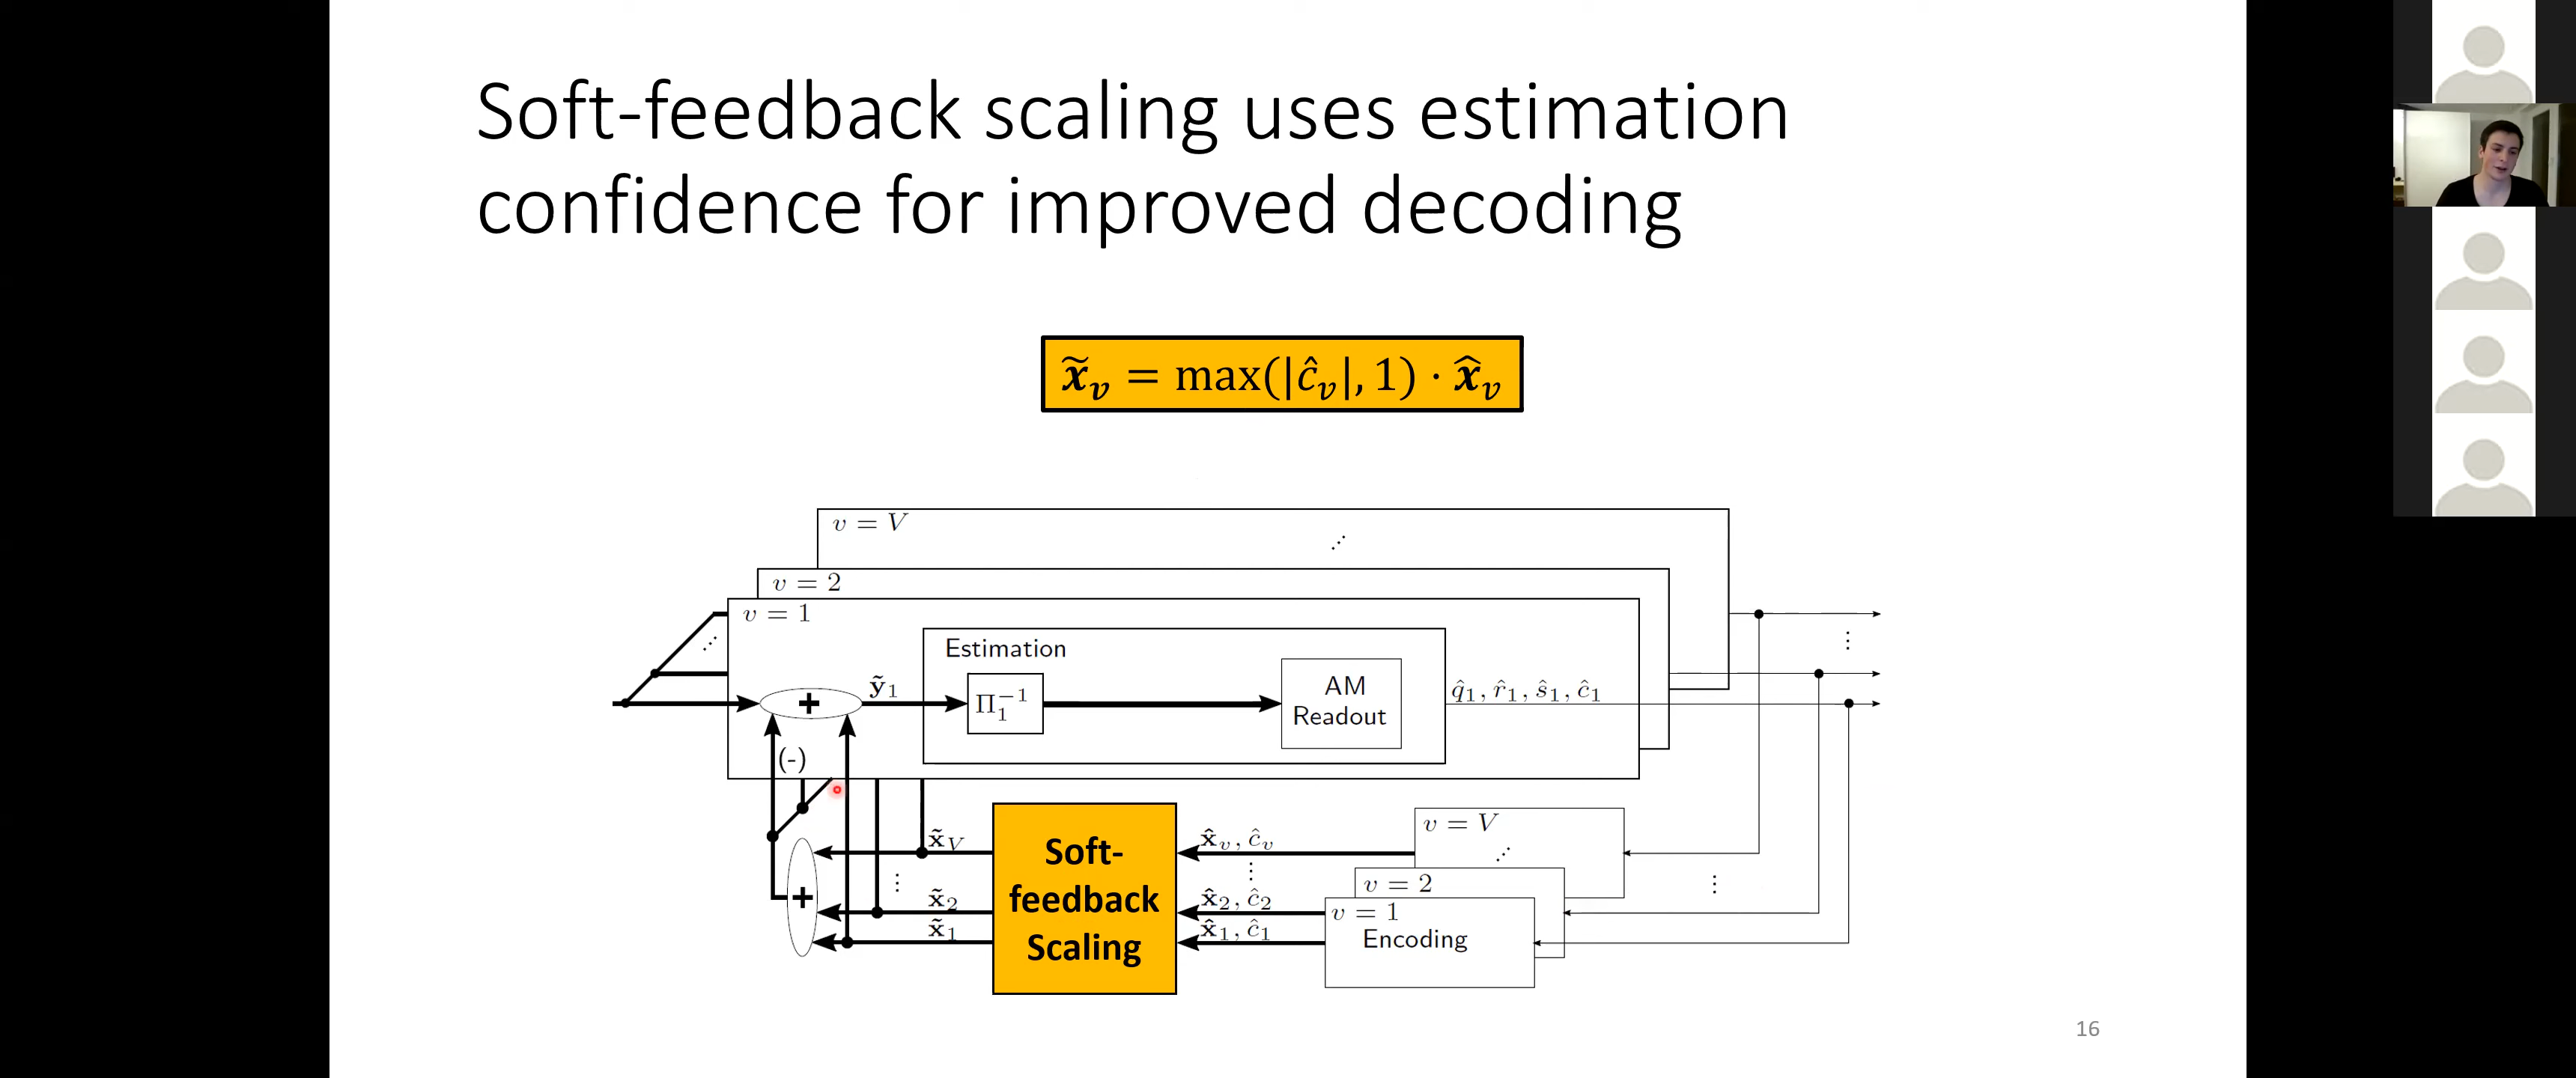 Soft-feedback scaling uses estimation
confidence for improved decoding
x̃_v = max(|ĉ_v|, 1) · x̂_v
v = V
⋰
v = 2
v = 1
⋰
⋮
Estimation
ỹ_1
Π_1^{-1}
AM
Readout
q̂_1, r̂_1, ŝ_1, ĉ_1
+
(-)
x̃_V
⋮
x̃_2
x̃_1
+
Soft-
feedback
Scaling
x̂_v, ĉ_v
⋮
x̂_2, ĉ_2
x̂_1, ĉ_1
v = V
⋰
v = 2
v = 1
Encoding
⋮
16